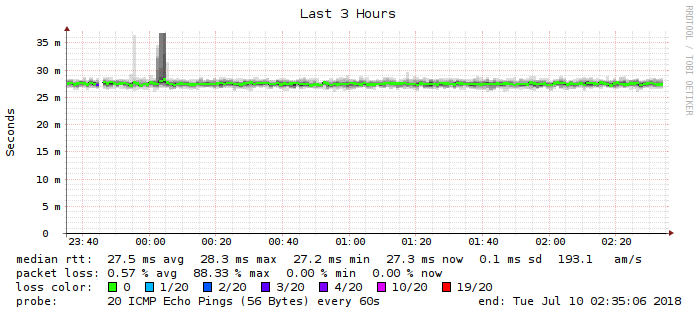 Last 3 Hours
RRDTOOL / TOBI OETIKER
Seconds
35 m
30 m
25 m
20 m
15 m
10 m
5 m
0
23:40 00:00 00:20 00:40 01:00 01:20 01:40 02:00 02:20
median rtt: 27.5 ms avg 28.3 ms max 27.2 ms min 27.3 ms now 0.1 ms sd 193.1 am/s
packet loss: 0.57 % avg 88.33 % max 0.00 % min 0.00 % now
loss color: 0 1/20 2/20 3/20 4/20 10/20 19/20
probe: 20 ICMP Echo Pings (56 Bytes) every 60s end: Tue Jul 10 02:35:06 2018